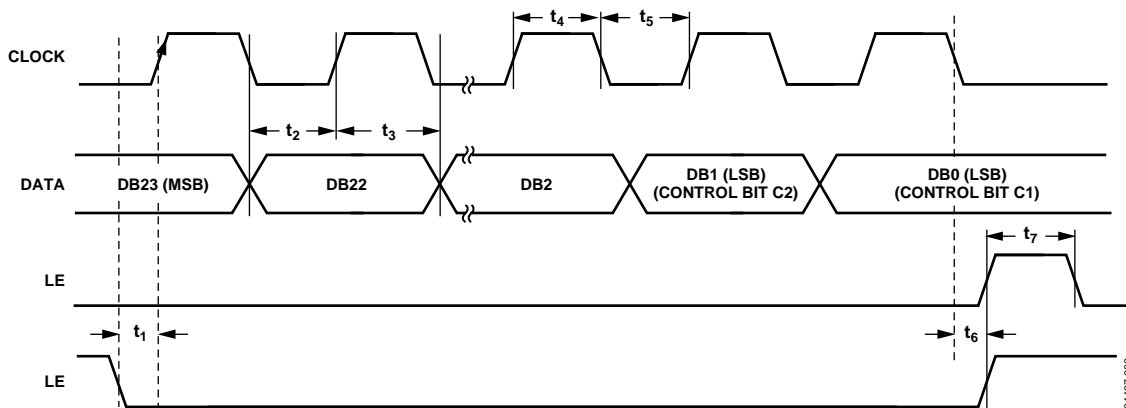 t4 t5
CLOCK
t2 t3
DATA DB23 (MSB) DB22 DB2 DB1 (LSB) DB0 (LSB)
(CONTROL BIT C2) (CONTROL BIT C1)
t7
LE
t1 t6
LE